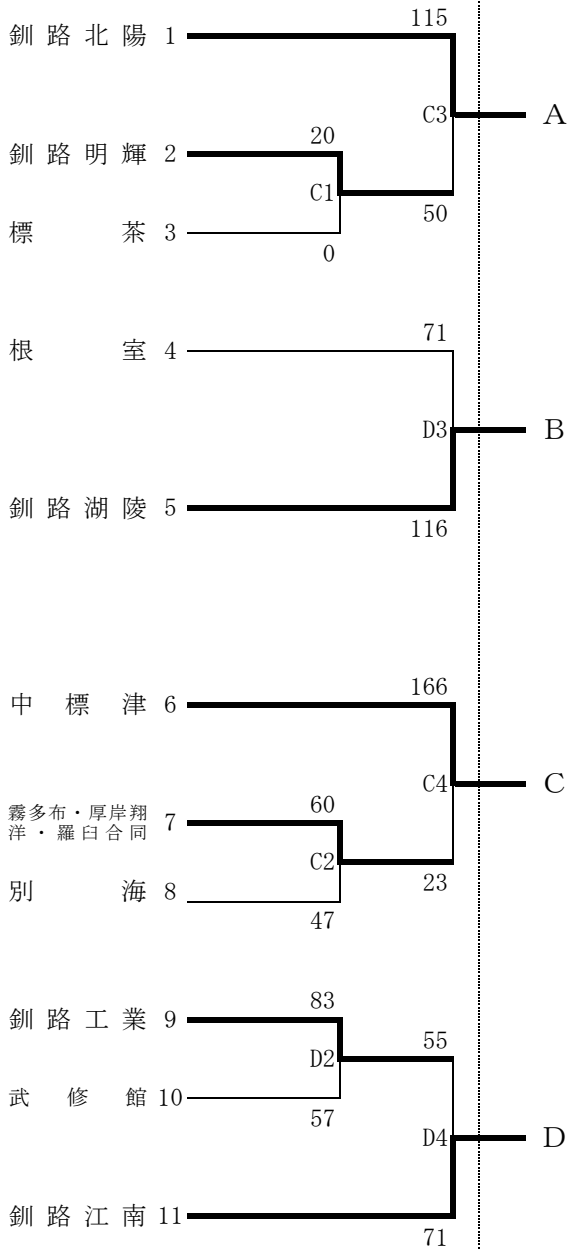 115
釧路北陽 1
C3 A
20
釧路明輝 2
C1
50
標茶 3
0
71
根室 4
D3 B
釧路湖陵 5
116
166
中標津 6
C4 C
60
霧多布・厚岸翔
洋・羅臼合同 7
C2
23
別海 8
47
83
釧路工業 9
55
D2
武修館 10
57
D4 D
釧路江南 11
71